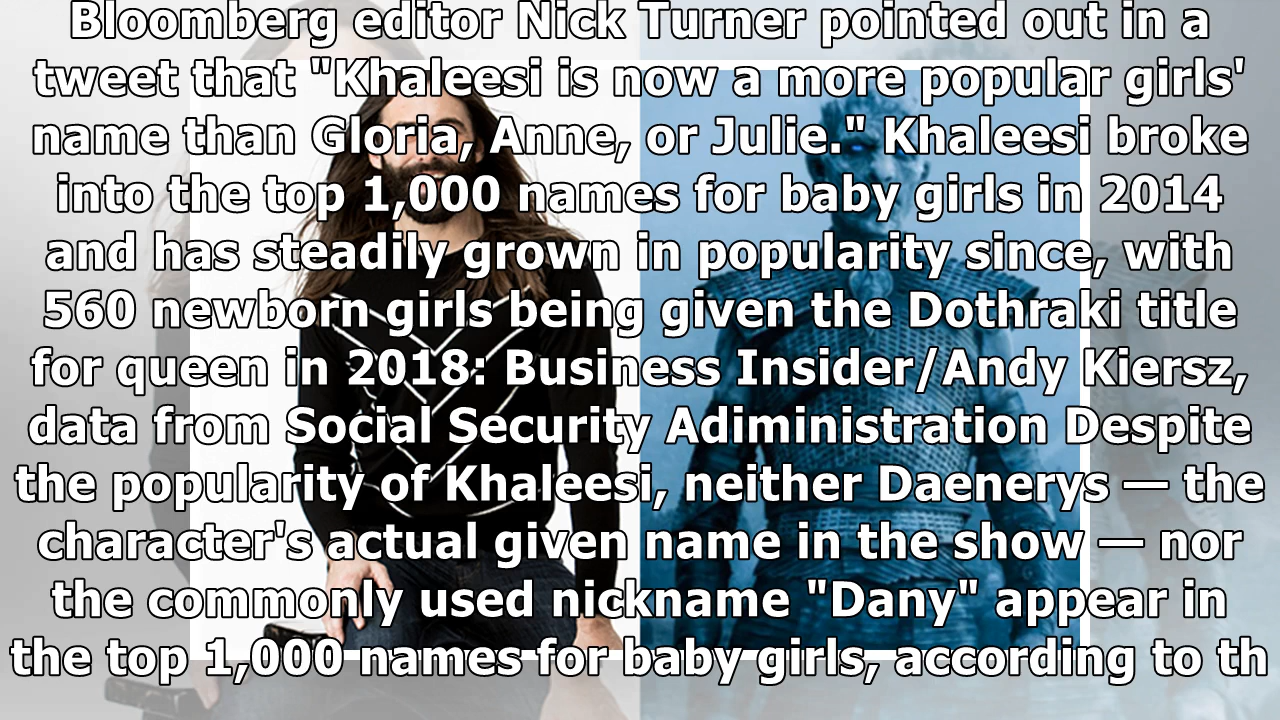 Bloomberg editor Nick Turner pointed out in a
tweet that "Khaleesi is now a more popular girls'
name than Gloria, Anne, or Julie." Khaleesi broke
into the top 1,000 names for baby girls in 2014
and has steadily grown in popularity since, with
560 newborn girls being given the Dothraki title
for queen in 2018: Business Insider/Andy Kiersz,
data from Social Security Adiministration Despite
the popularity of Khaleesi, neither Daenerys — the
character's actual given name in the show — nor
the commonly used nickname "Dany" appear in
the top 1,000 names for baby girls, according to th